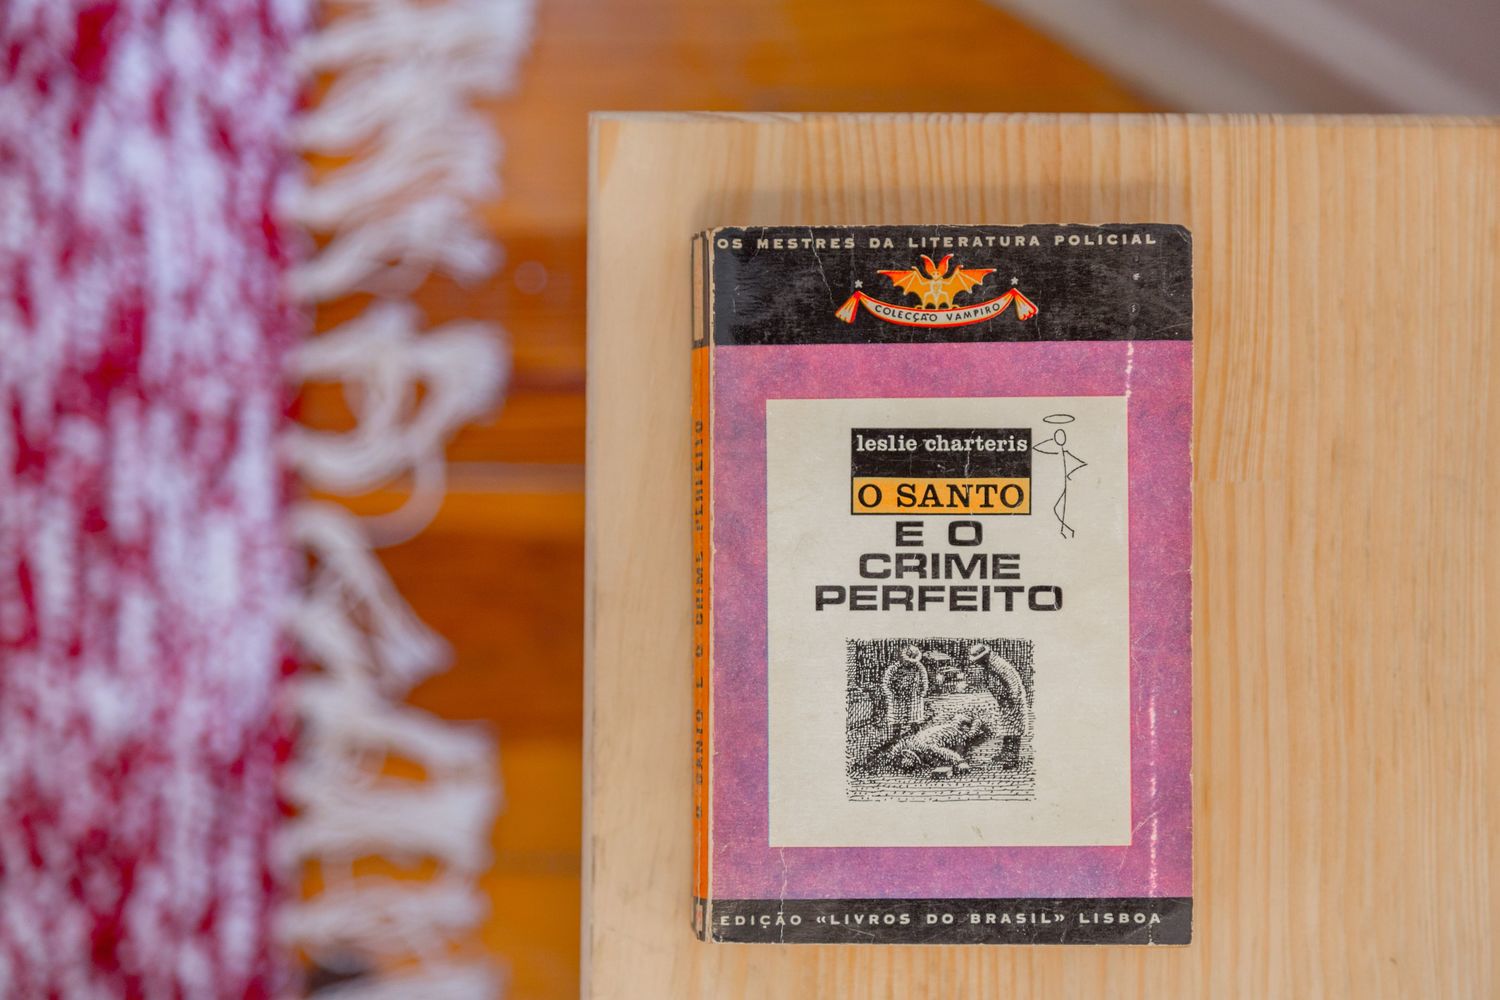 OS MESTRES DA LITERATURA POLICIAL
COLECÇÃO VAMPIRO
leslie charteris
O SANTO
E O
CRIME
PERFEITO
EDIÇÃO «LIVROS DO BRASIL» LISBOA
O SANTO E O CRIME PERFEITO